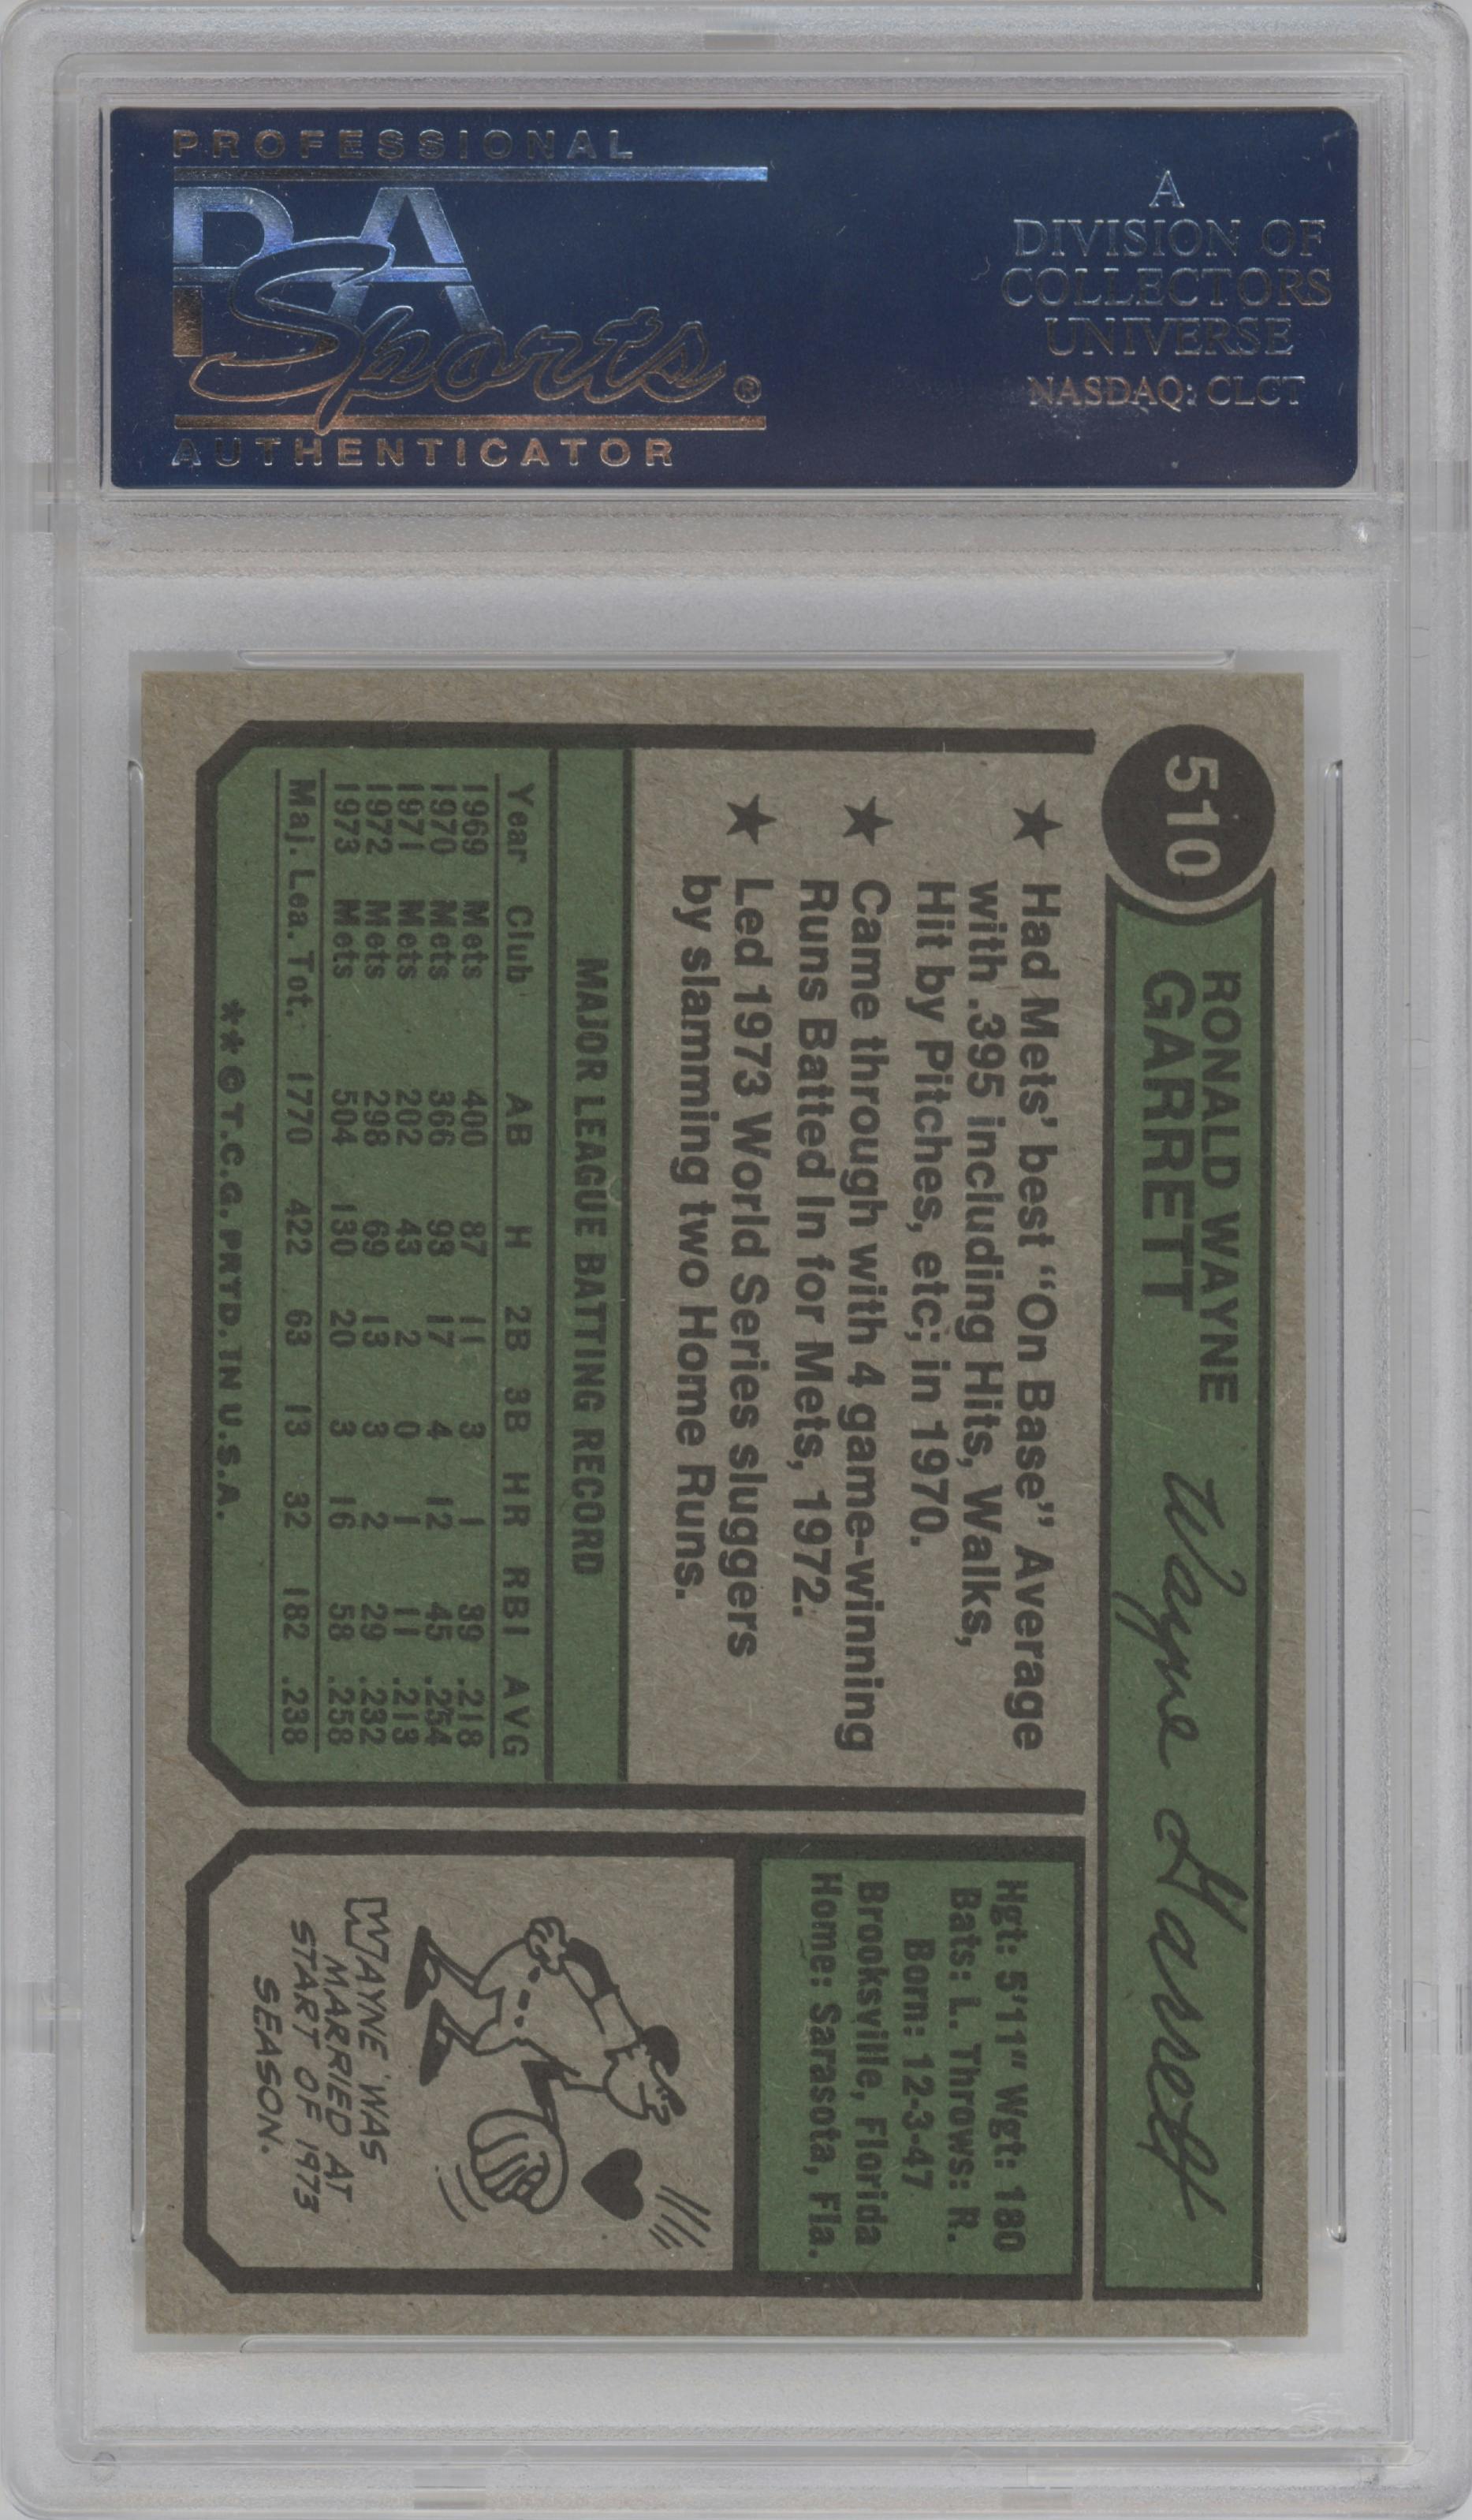 PROFESSIONAL
PSA
Sports®
AUTHENTICATOR
A
DIVISION OF
COLLECTORS
UNIVERSE
NASDAQ: CLCT
510
RONALD WAYNE
GARRETT
Wayne Garrett
★ Had Mets' best "On Base" Average
with .395 including Hits, Walks,
Hit by Pitches, etc; in 1970.
★ Came through with 4 game-winning
Runs Batted In for Mets, 1972.
★ Led 1973 World Series sluggers
by slamming two Home Runs.
MAJOR LEAGUE BATTING RECORD
Year Club AB H 2B 3B HR RBI AVG
1969 Mets 400 87 11 3 1 39 .218
1970 Mets 366 93 17 4 12 45 .254
1971 Mets 202 43 2 0 1 11 .213
1972 Mets 298 69 13 3 2 29 .232
1973 Mets 504 130 20 3 16 58 .258
Maj. Lea. Tot. 1770 422 63 13 32 182 .238
**©T.C.G. PRTD. IN U.S.A.
Hgt: 5'11" Wgt: 180
Bats: L. Throws: R.
Born: 12-3-47
Brooksville, Florida
Home: Sarasota, Fla.
WAYNE WAS
MARRIED AT
START OF 1973
SEASON.